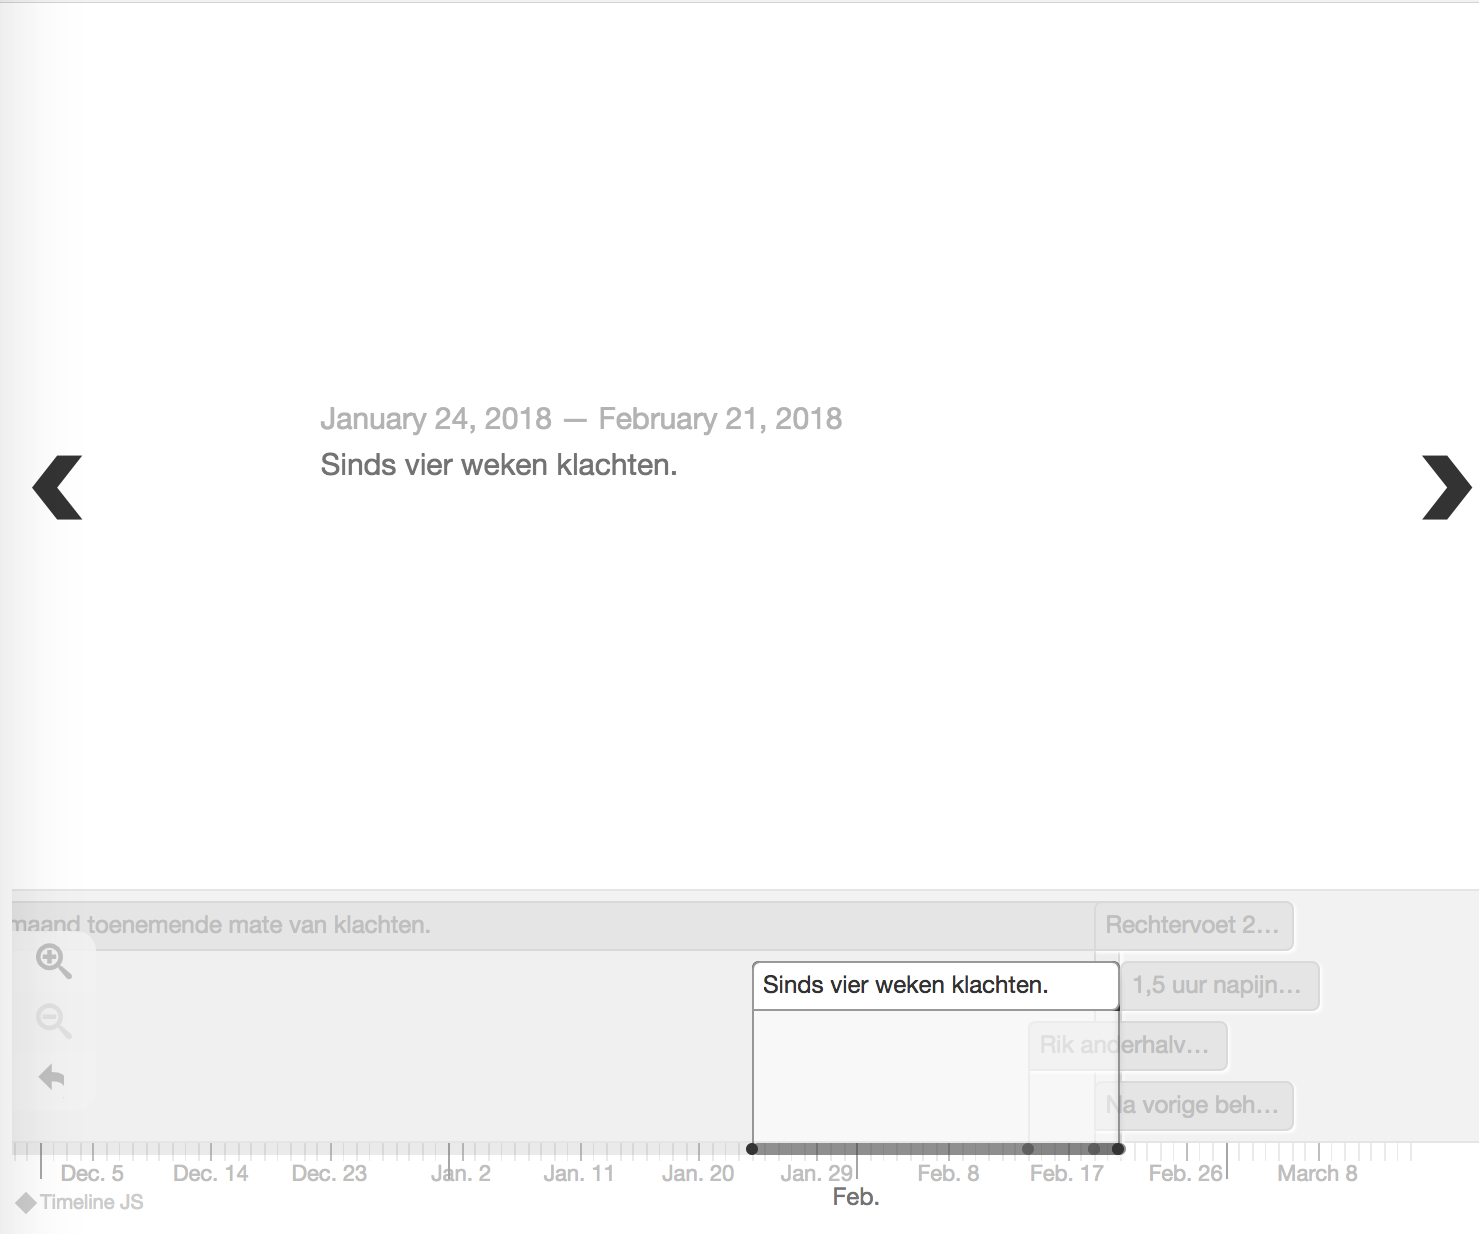 January 24, 2018 — February 21, 2018
Sinds vier weken klachten.
maand toenemende mate van klachten.
Rechtervoet 2...
Sinds vier weken klachten.
1,5 uur napijn...
Rik anderhalv...
Na vorige beh...
Dec. 5 Dec. 14 Dec. 23 Jan. 2 Jan. 11 Jan. 20 Jan. 29 Feb. 8 Feb. 17 Feb. 26 March 8
Feb.
Timeline JS